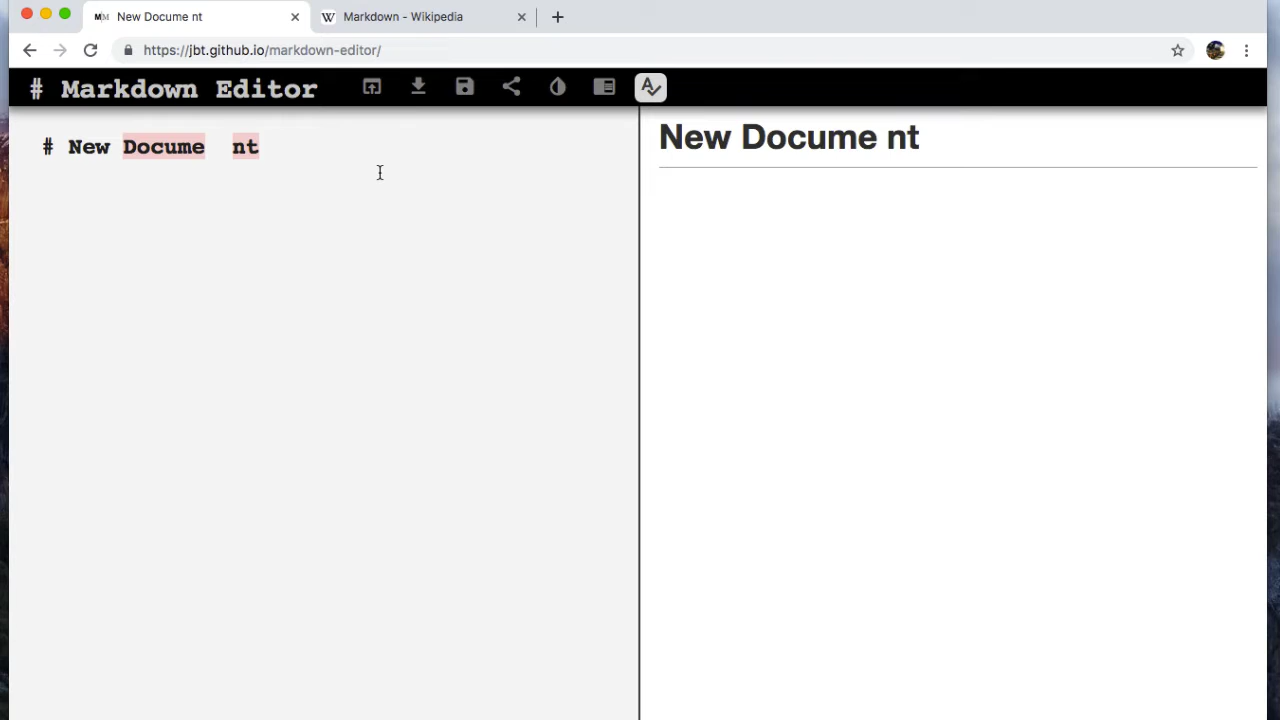 New Docume nt
Markdown - Wikipedia
https://jbt.github.io/markdown-editor/
# Markdown Editor
# New Docume  nt
New Docume nt